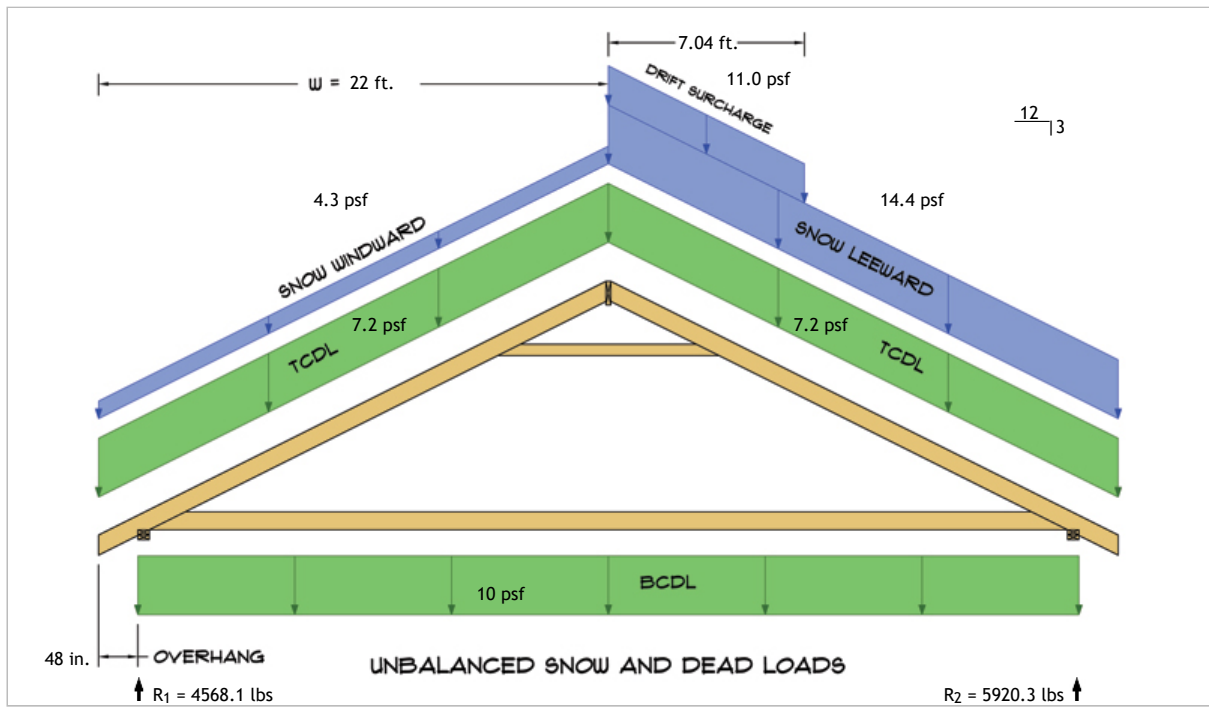 7.04 ft.
W = 22 ft.
DRIFT SURCHARGE
11.0 psf
12
3
4.3 psf
14.4 psf
SNOW WINDWARD
SNOW LEEWARD
7.2 psf
7.2 psf
TCDL
TCDL
10 psf
BCDL
48 in.
OVERHANG
UNBALANCED SNOW AND DEAD LOADS
R1 = 4568.1 lbs
R2 = 5920.3 lbs